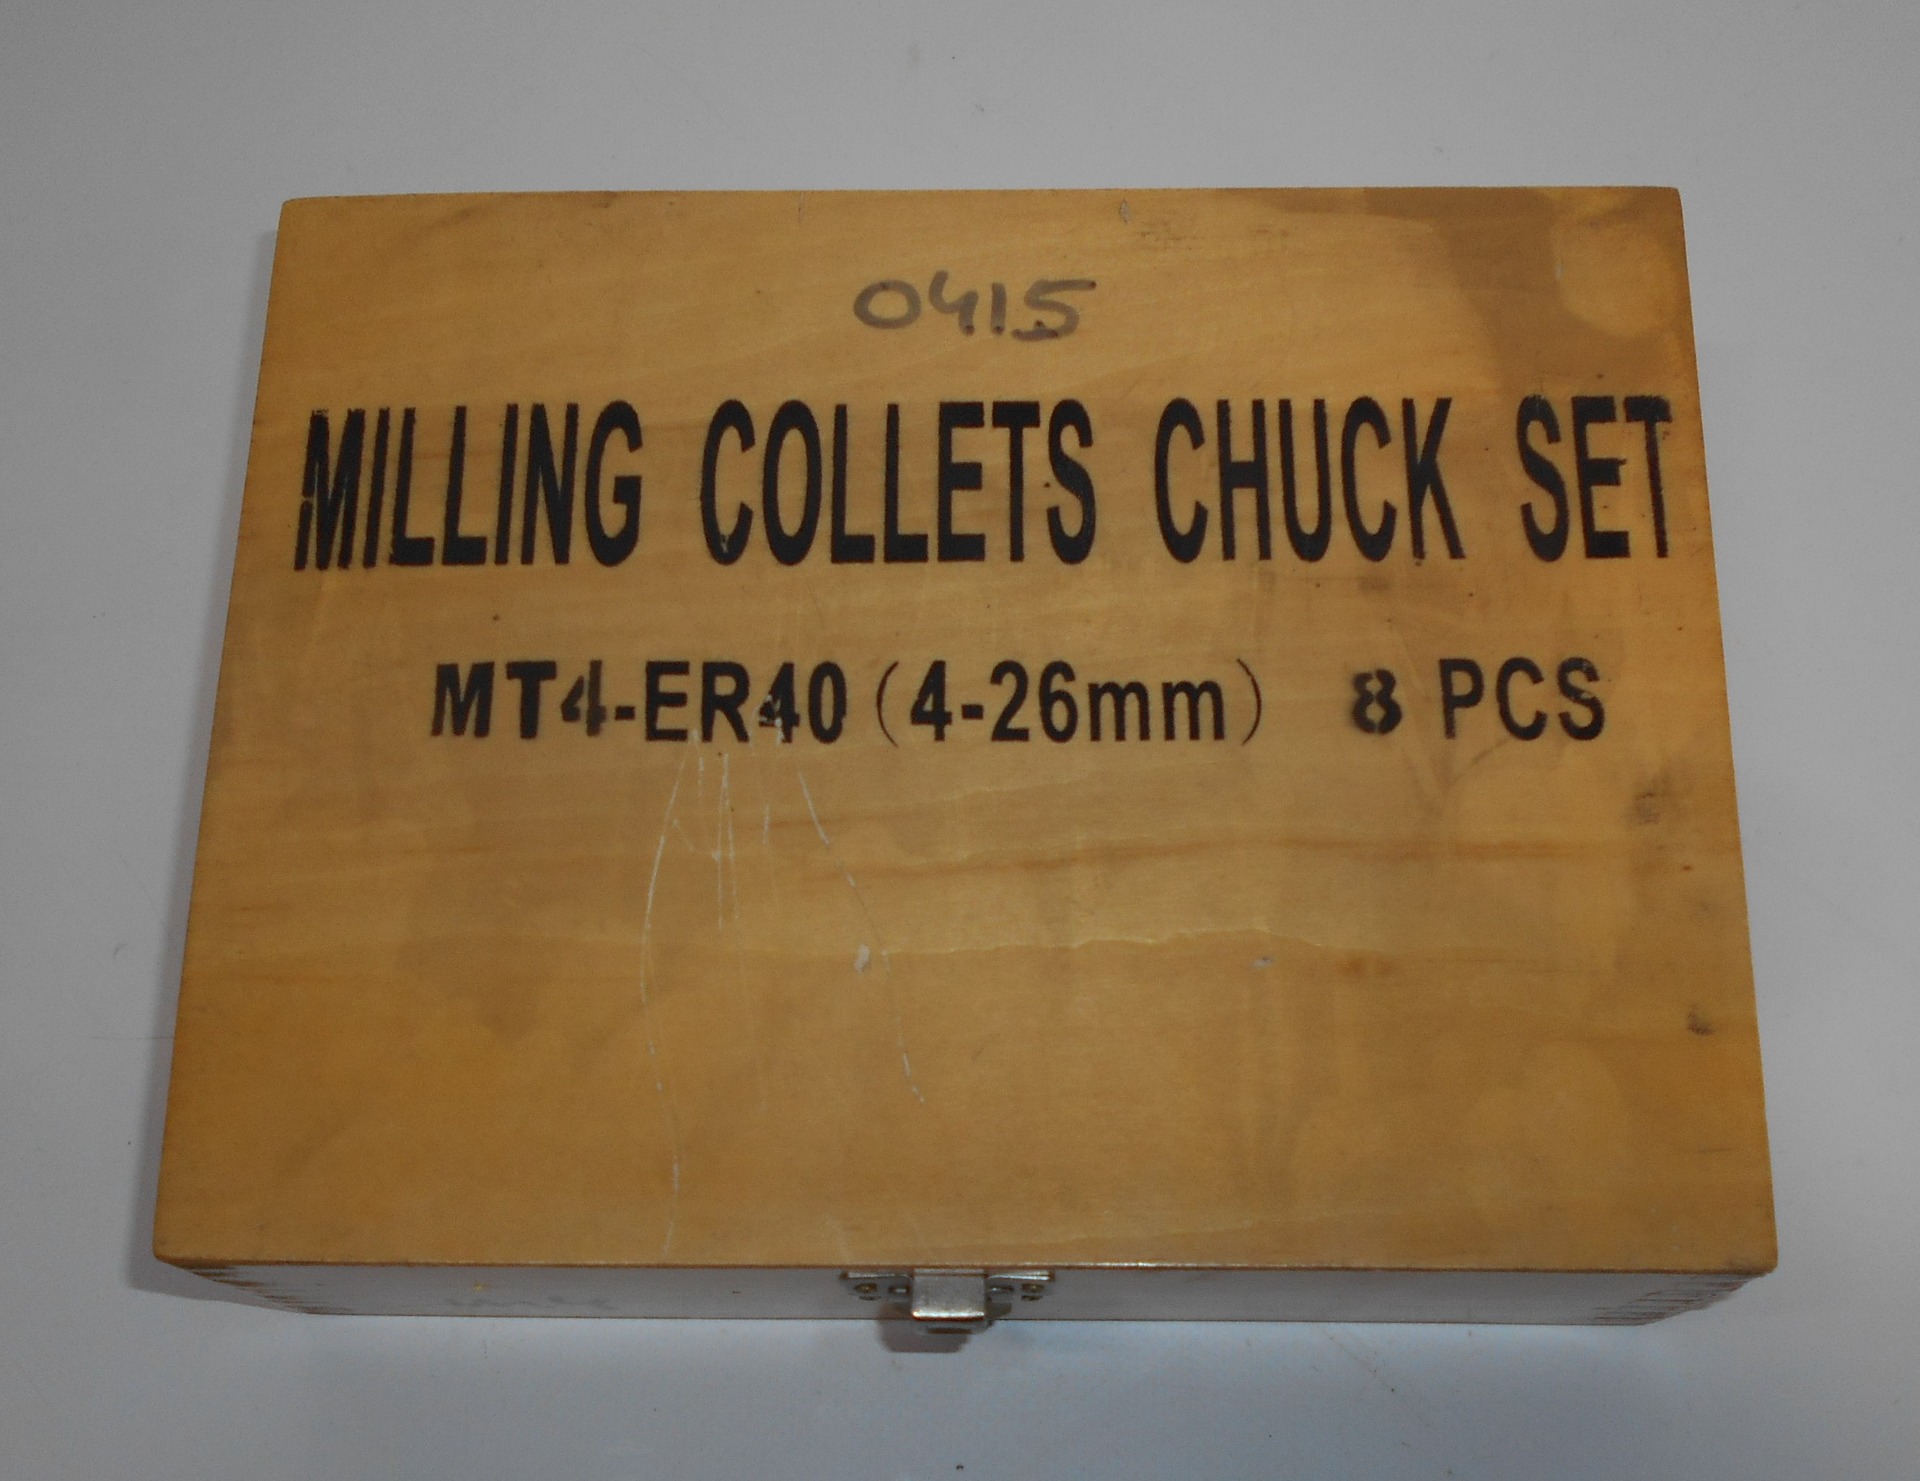 0415
MILLING COLLETS CHUCK SET
MT4-ER40 (4-26mm) 8 PCS